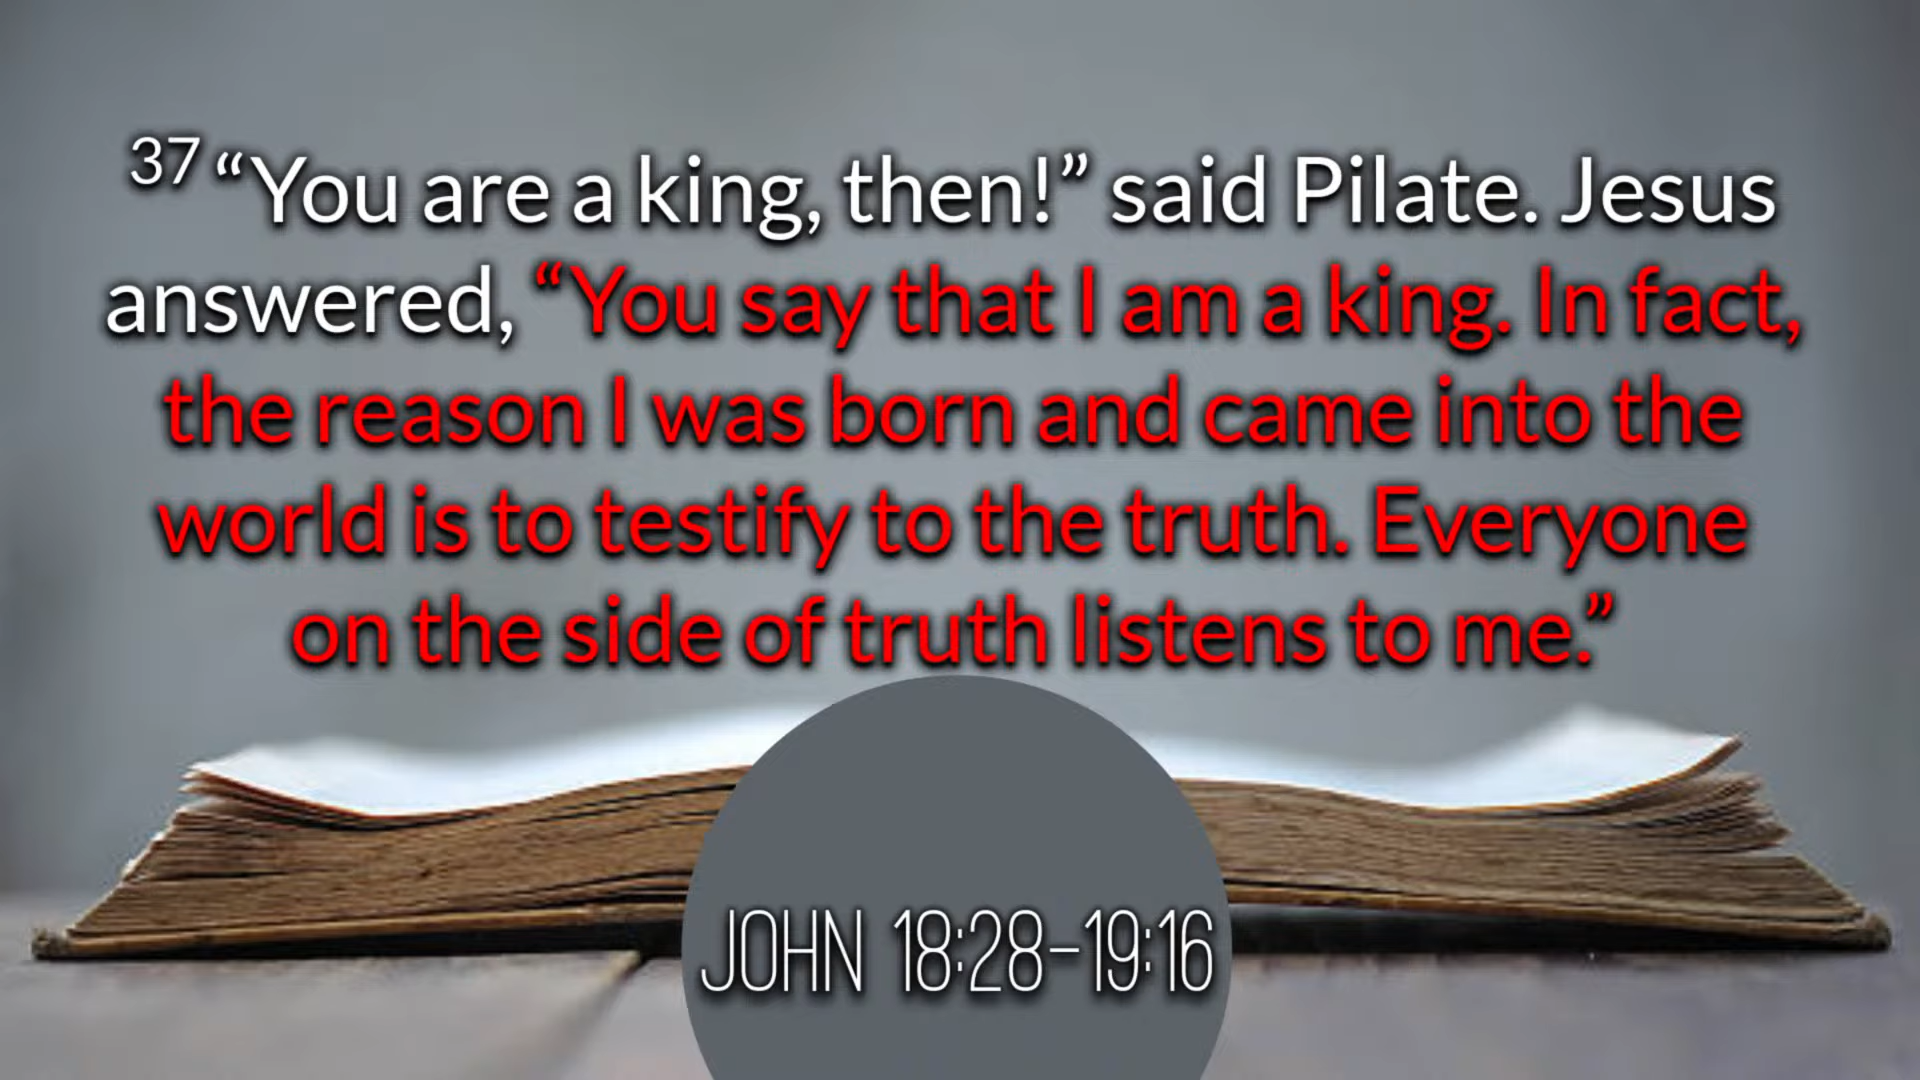 37 “You are a king, then!” said Pilate. Jesus
answered, “You say that I am a king. In fact,
the reason I was born and came into the
world is to testify to the truth. Everyone
on the side of truth listens to me.”
JOHN 18:28-19:16